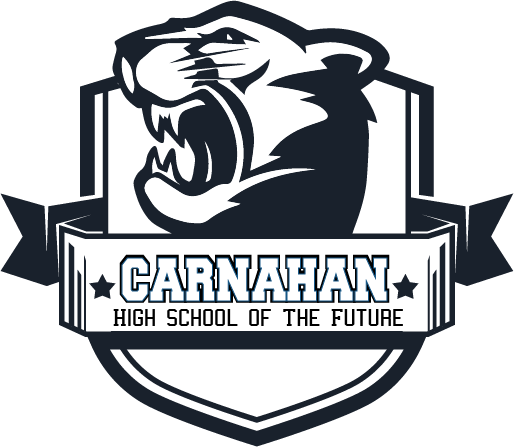 CARNAHAN
HIGH SCHOOL OF THE FUTURE